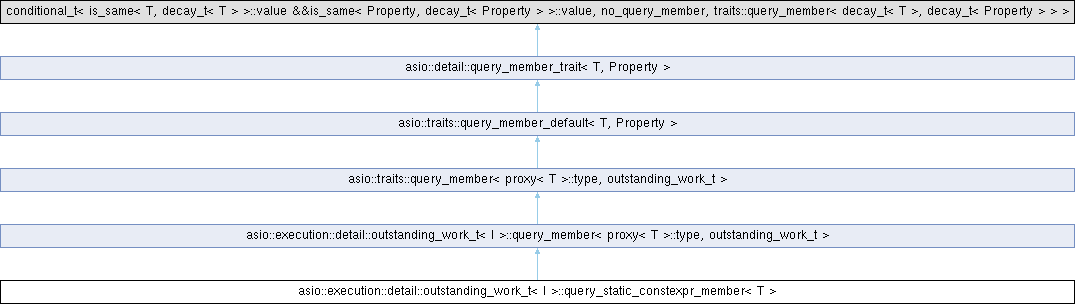 conditional_t< is_same< T, decay_t< T > >::value &&is_same< Property, decay_t< Property > >::value, no_query_member, traits::query_member< decay_t< T >, decay_t< Property > > >
asio::detail::query_member_trait< T, Property >
asio::traits::query_member_default< T, Property >
asio::traits::query_member< proxy< T >::type, outstanding_work_t >
asio::execution::detail::outstanding_work_t< I >::query_member< proxy< T >::type, outstanding_work_t >
asio::execution::detail::outstanding_work_t< I >::query_static_constexpr_member< T >